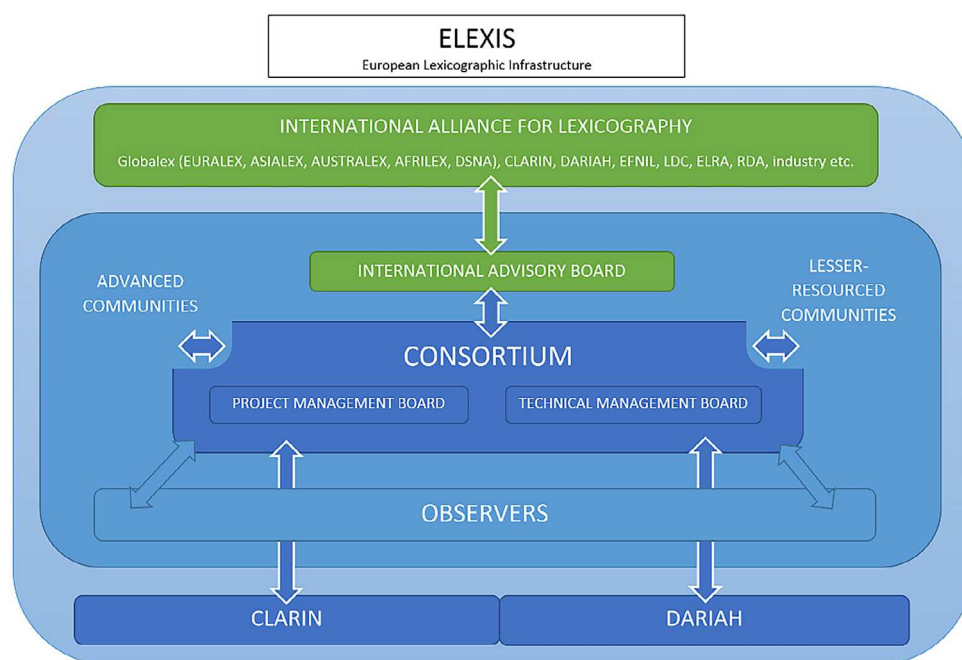 ELEXIS
European Lexicographic Infrastructure
INTERNATIONAL ALLIANCE FOR LEXICOGRAPHY
Globalex (EURALEX, ASIALEX, AUSTRALEX, AFRILEX, DSNA), CLARIN, DARIAH, EFNIL, LDC, ELRA, RDA, industry etc.
INTERNATIONAL ADVISORY BOARD
ADVANCED
COMMUNITIES
LESSER-
RESOURCED
COMMUNITIES
CONSORTIUM
PROJECT MANAGEMENT BOARD
TECHNICAL MANAGEMENT BOARD
OBSERVERS
CLARIN
DARIAH